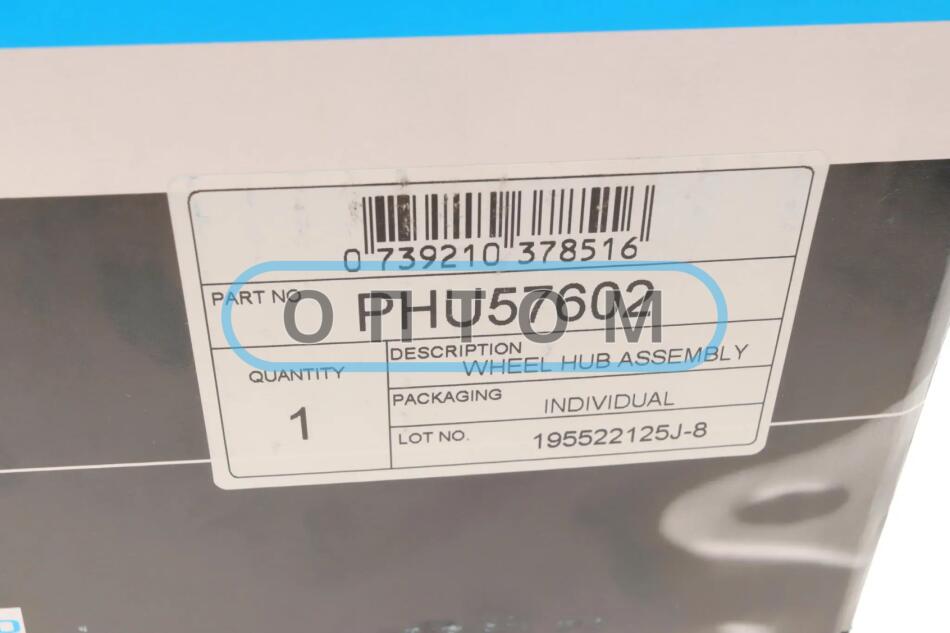 0 739210 378516
PART NO PHU57602
ОПТОМ
QUANTITY
1
DESCRIPTION
WHEEL HUB ASSEMBLY
PACKAGING INDIVIDUAL
LOT NO. 195522125J-8